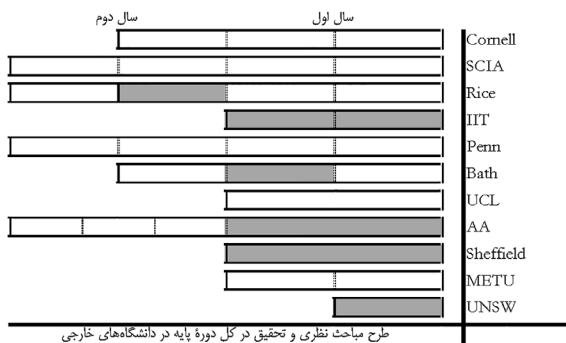 سال اول
سال دوم
Cornell
SCIA
Rice
IIT
Penn
Bath
UCL
AA
Sheffield
METU
UNSW
طرح مباحث نظری و تحقیق در کل دورهٔ پایه در دانشگاه‌های خارجی